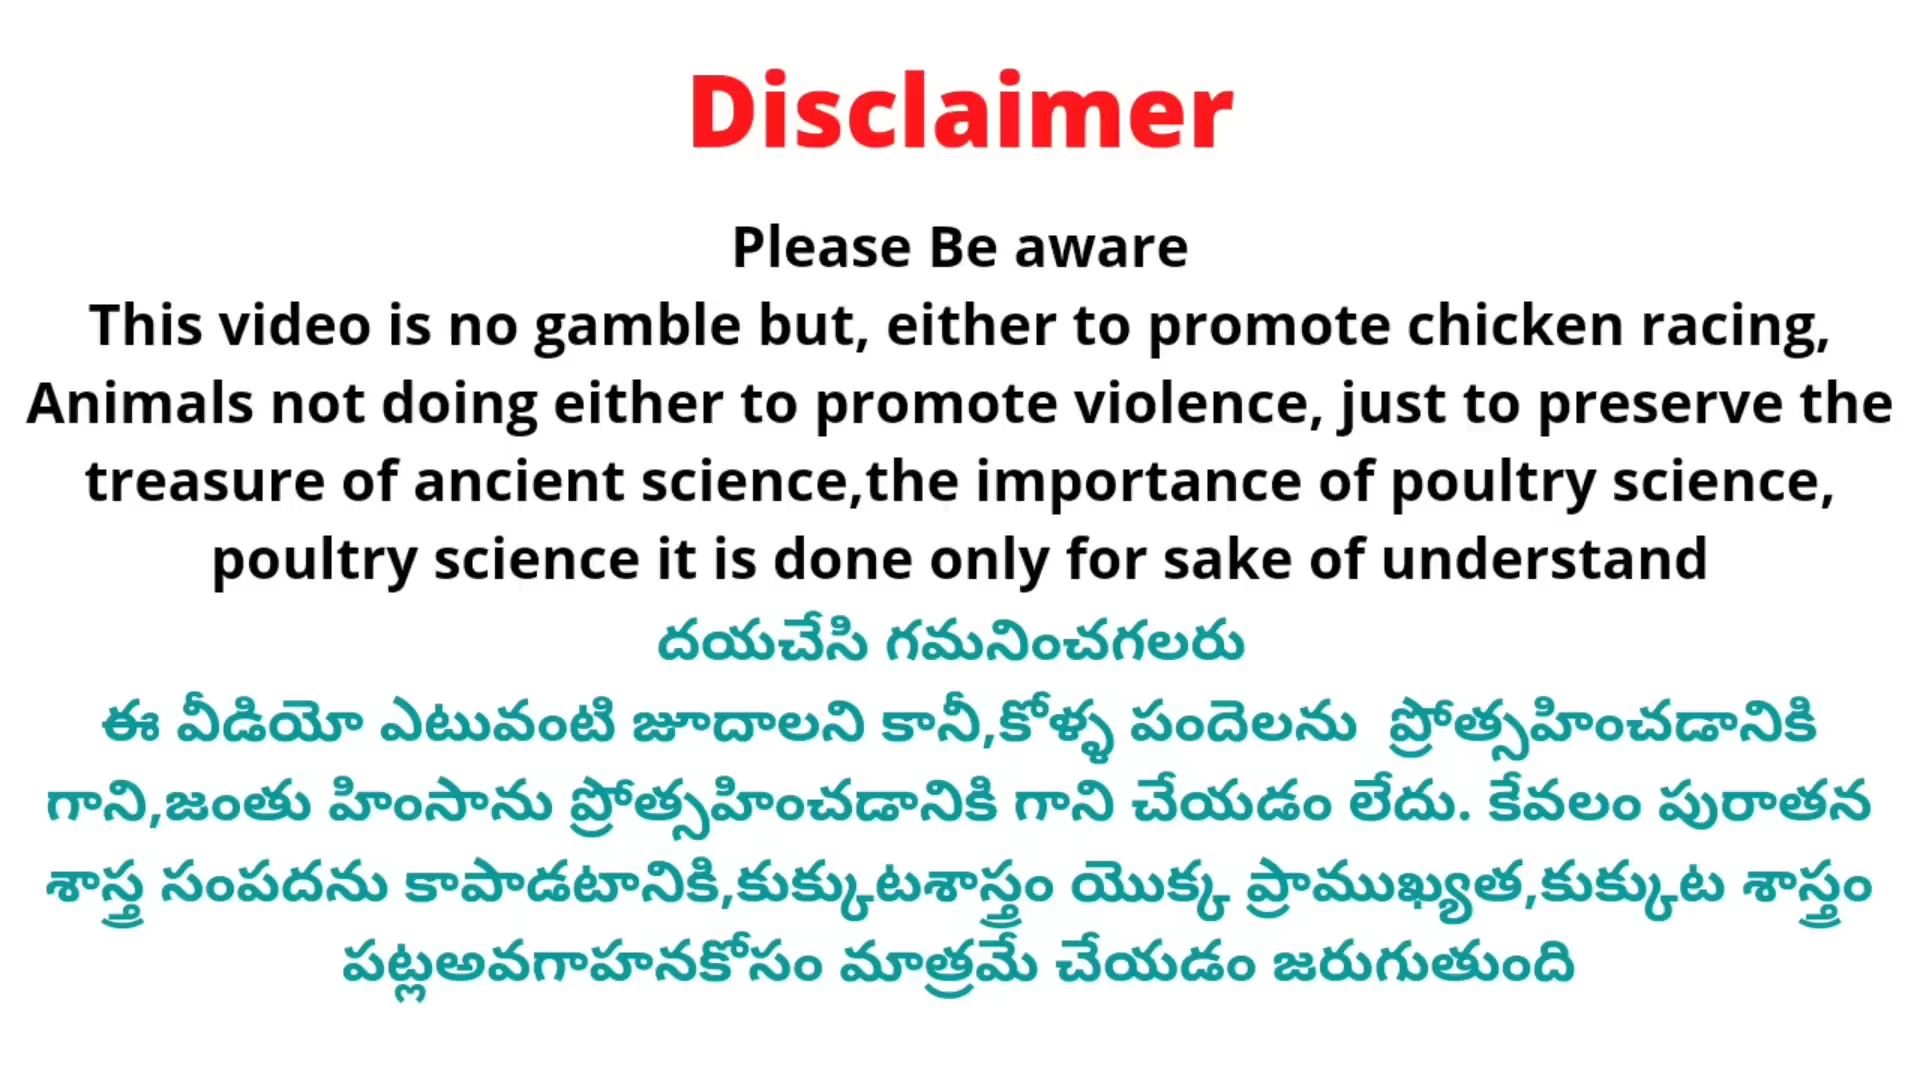 Disclaimer
Please Be aware
This video is no gamble but, either to promote chicken racing,
Animals not doing either to promote violence, just to preserve the
treasure of ancient science,the importance of poultry science,
poultry science it is done only for sake of understand
దయచేసి గమనించగలరు
ఈ వీడియో ఎటువంటి జూదాలని కానీ,కోళ్ళ పందెలను ప్రోత్సహించడానికి
గాని,జంతు హింసాను ప్రోత్సహించడానికి గాని చేయడం లేదు. కేవలం పురాతన
శాస్త్ర సంపదను కాపాడటానికి,కుక్కుటశాస్త్రం యొక్క ప్రాముఖ్యత,కుక్కుట శాస్త్రం
పట్లఅవగాహనకోసం మాత్రమే చేయడం జరుగుతుంది